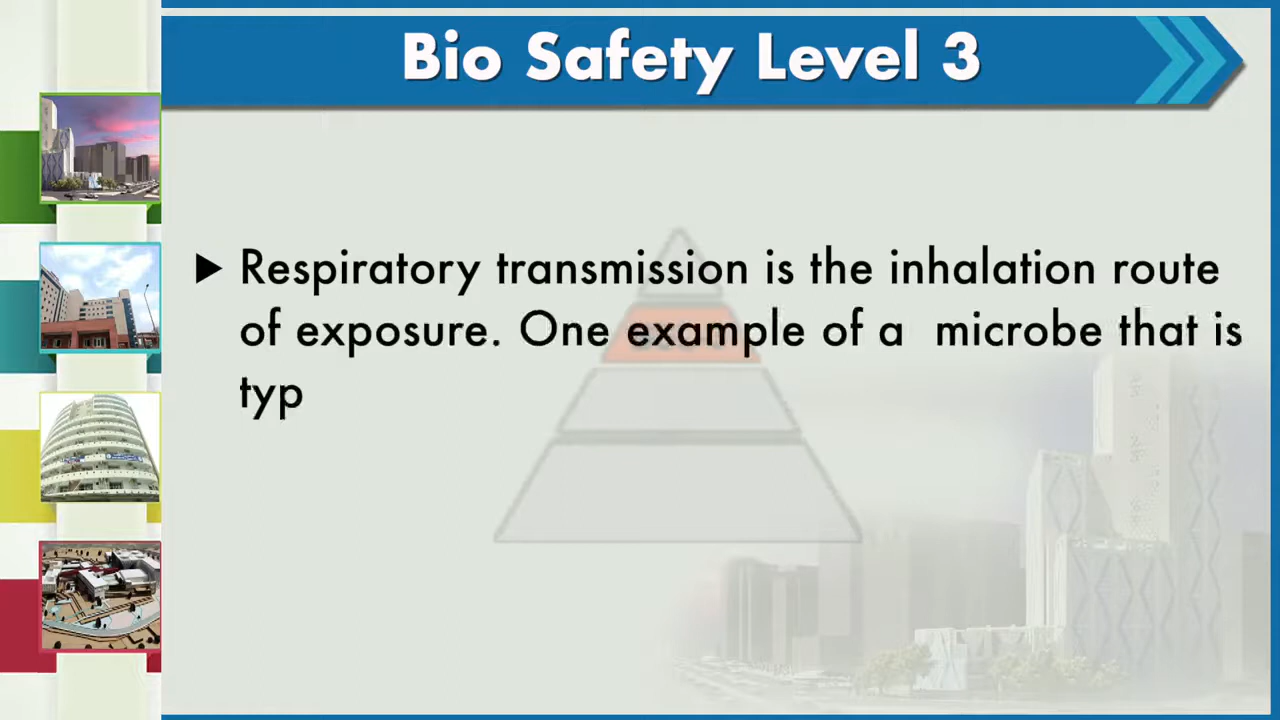 Bio Safety Level 3
Respiratory transmission is the inhalation route
of exposure. One example of a microbe that is
typ